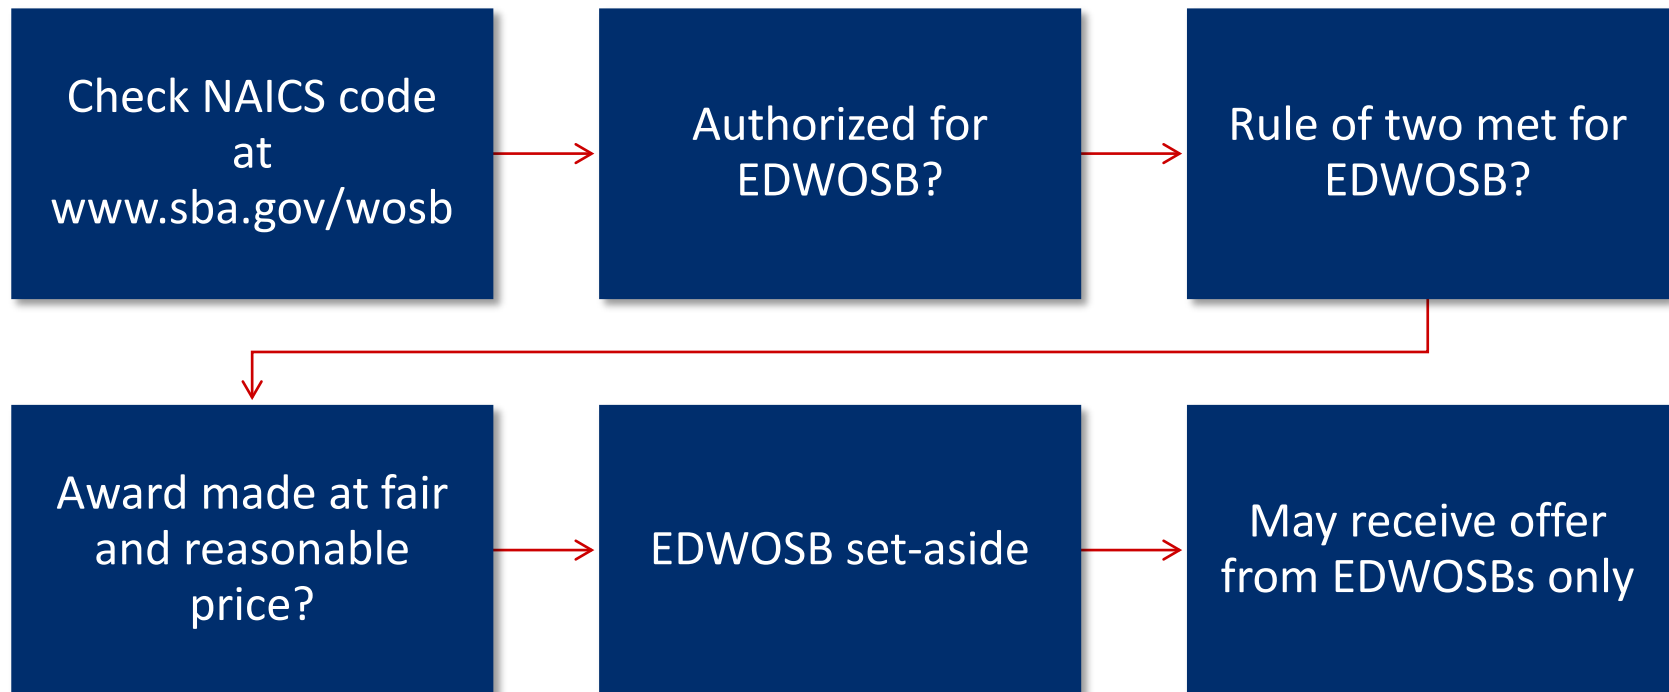 Check NAICS code
at
www.sba.gov/wosb
Authorized for
EDWOSB?
Rule of two met for
EDWOSB?
Award made at fair
and reasonable
price?
EDWOSB set-aside
May receive offer
from EDWOSBs only